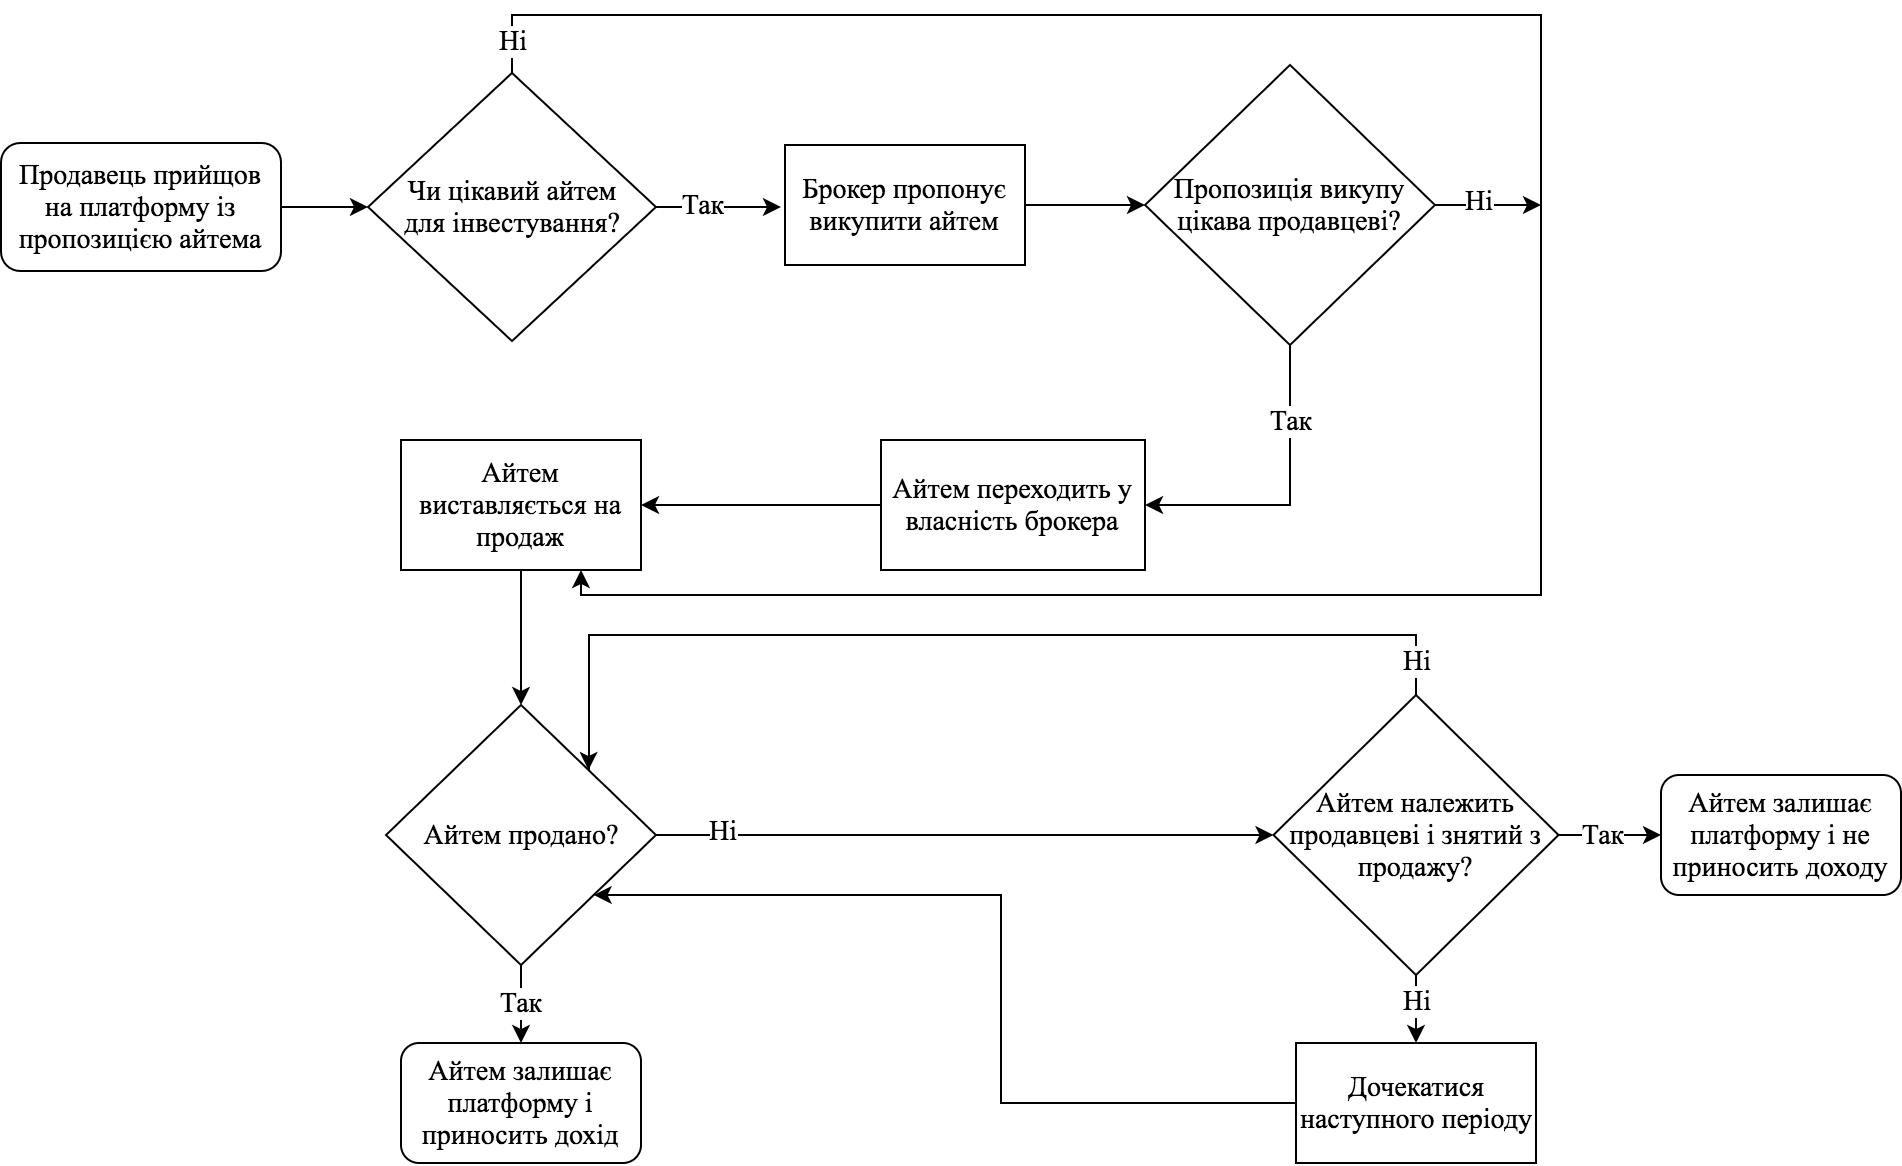 Ні
Продавець прийщов
на платформу із
пропозицією айтема
Чи цікавий айтем
для інвестування?
Так
Брокер пропонує
викупити айтем
Пропозиція викупу
цікава продавцеві?
Ні
Так
Айтем переходить у
власність брокера
Айтем
виставляється на
продаж
Ні
Айтем продано?
Ні
Айтем належить
продавцеві і знятий з
продажу?
Так
Айтем залишає
платформу і не
приносить доходу
Так
Ні
Айтем залишає
платформу і
приносить дохід
Дочекатися
наступного періоду